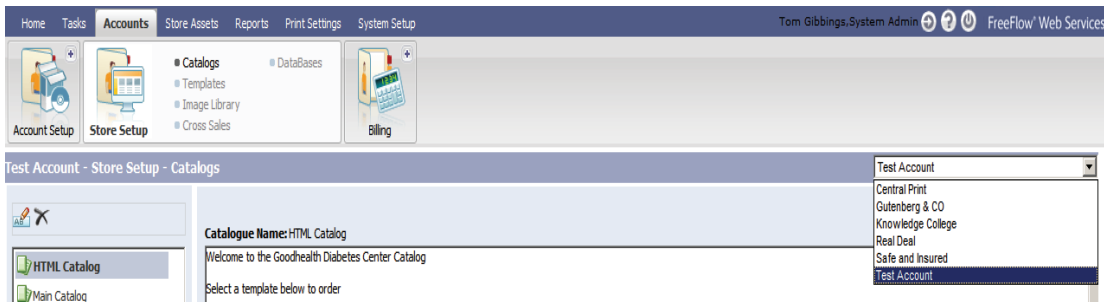 Home Tasks Accounts Store Assets Reports Print Settings System Setup Tom Gibbings,System Admin FreeFlow' Web Services
Catalogs DataBases
Templates
Image Library
Cross Sales
Account Setup Store Setup Billing
Test Account - Store Setup - Catalogs Test Account
Central Print
Gutenberg & CO
Knowledge College
Real Deal
Safe and Insured
Test Account
Catalogue Name: HTML Catalog
HTML Catalog
Main Catalog
Welcome to the Goodhealth Diabetes Center Catalog
Select a template below to order